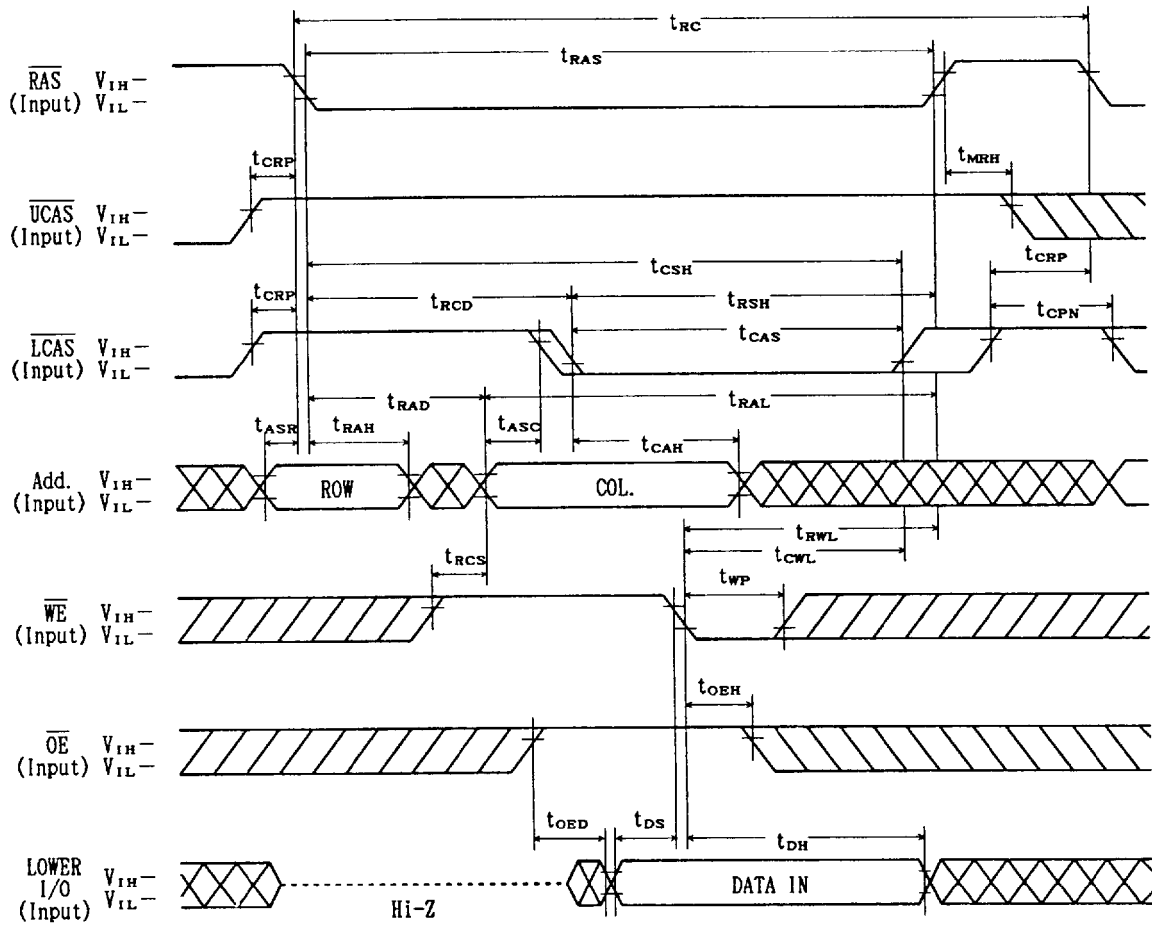 tRC
tRAS
RAS VIH—
(Input) VIL—
tCRP
tMRH
UCAS VIH—
(Input) VIL—
tCSH
tCRP
tCRP
tRCD
tRSH
tCPN
tCAS
LCAS VIH—
(Input) VIL—
tRAD
tRAL
tASR
tRAH
tASC
tCAH
Add. VIH—
(Input) VIL—
ROW
COL.
tRWL
tCWL
tRCS
tWP
WE VIH—
(Input) VIL—
tOEH
OE VIH—
(Input) VIL—
tOED
tDS
tDH
LOWER
I/O VIH—
(Input) VIL—
Hi-Z
DATA IN